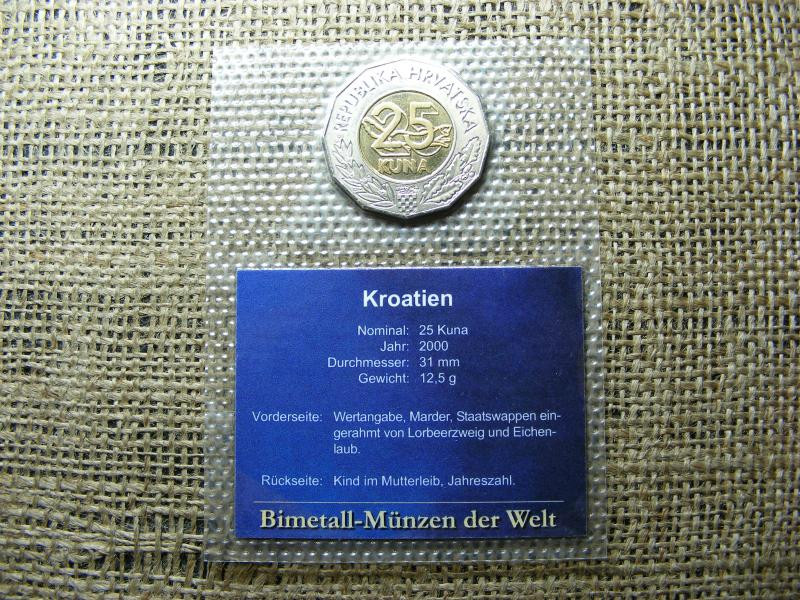 REPUBLIKA HRVATSKA
25
KUNA
Kroatien
Nominal: 25 Kuna
Jahr: 2000
Durchmesser: 31 mm
Gewicht: 12,5 g
Vorderseite: Wertangabe, Marder, Staatswappen ein-
gerahmt von Lorbeerzweig und Eichen-
laub.
Rückseite: Kind im Mutterleib, Jahreszahl.
Bimetall-Münzen der Welt